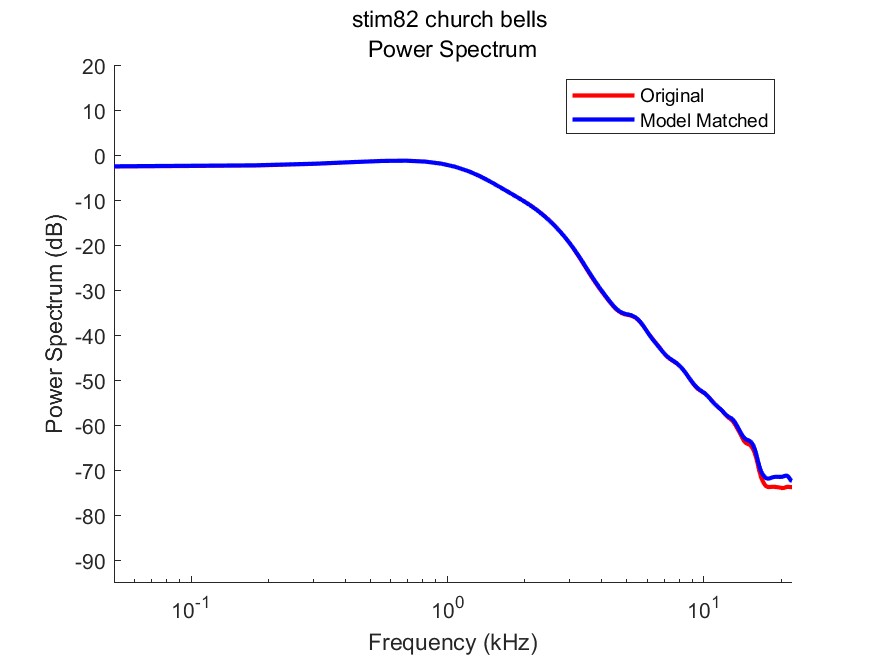 stim82 church bells
Power Spectrum
Original
Model Matched
Power Spectrum (dB)
20
10
0
-10
-20
-30
-40
-50
-60
-70
-80
-90
10^-1
10^0
10^1
Frequency (kHz)